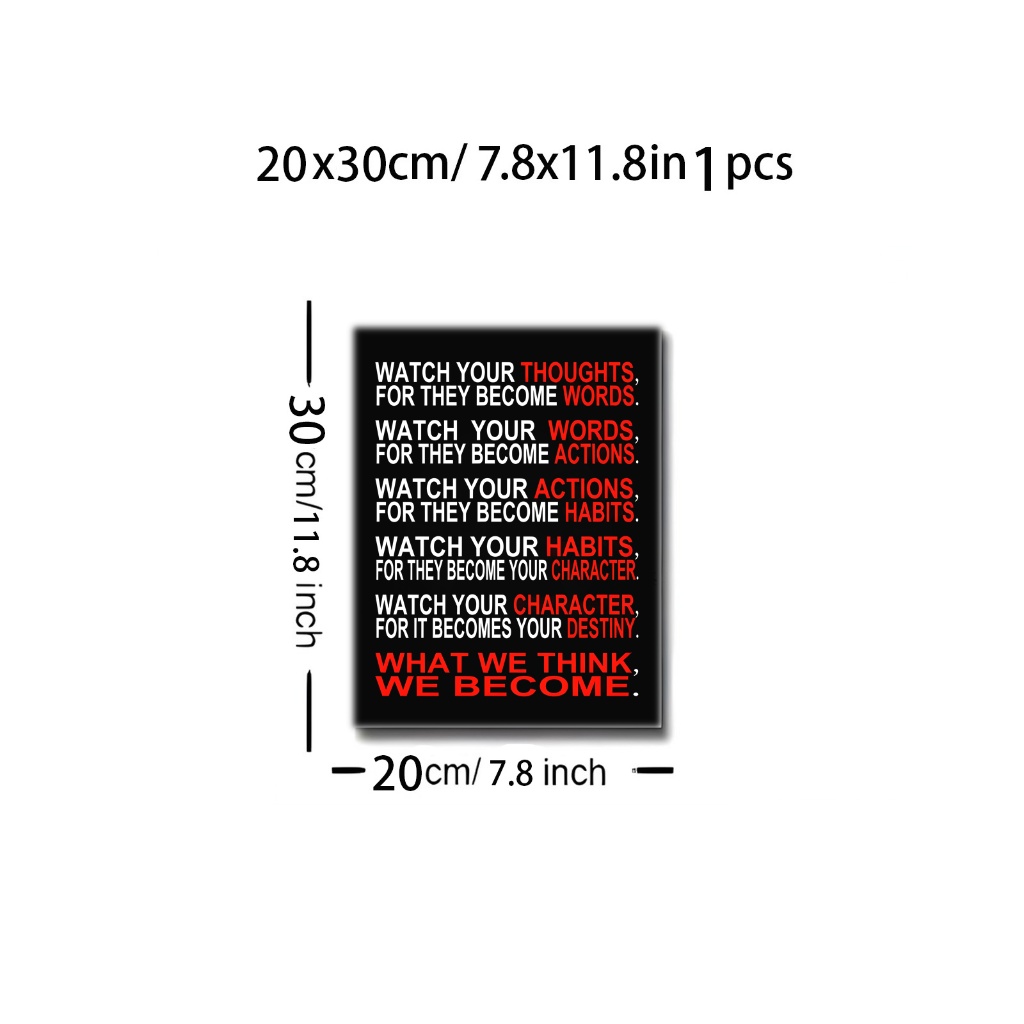 20x30cm/ 7.8x11.8in 1 pcs
30cm/11.8 inch
WATCH YOUR THOUGHTS,
FOR THEY BECOME WORDS.
WATCH YOUR WORDS,
FOR THEY BECOME ACTIONS.
WATCH YOUR ACTIONS,
FOR THEY BECOME HABITS.
WATCH YOUR HABITS,
FOR THEY BECOME YOUR CHARACTER.
WATCH YOUR CHARACTER,
FOR IT BECOMES YOUR DESTINY.
WHAT WE THINK,
WE BECOME.
20cm/ 7.8 inch